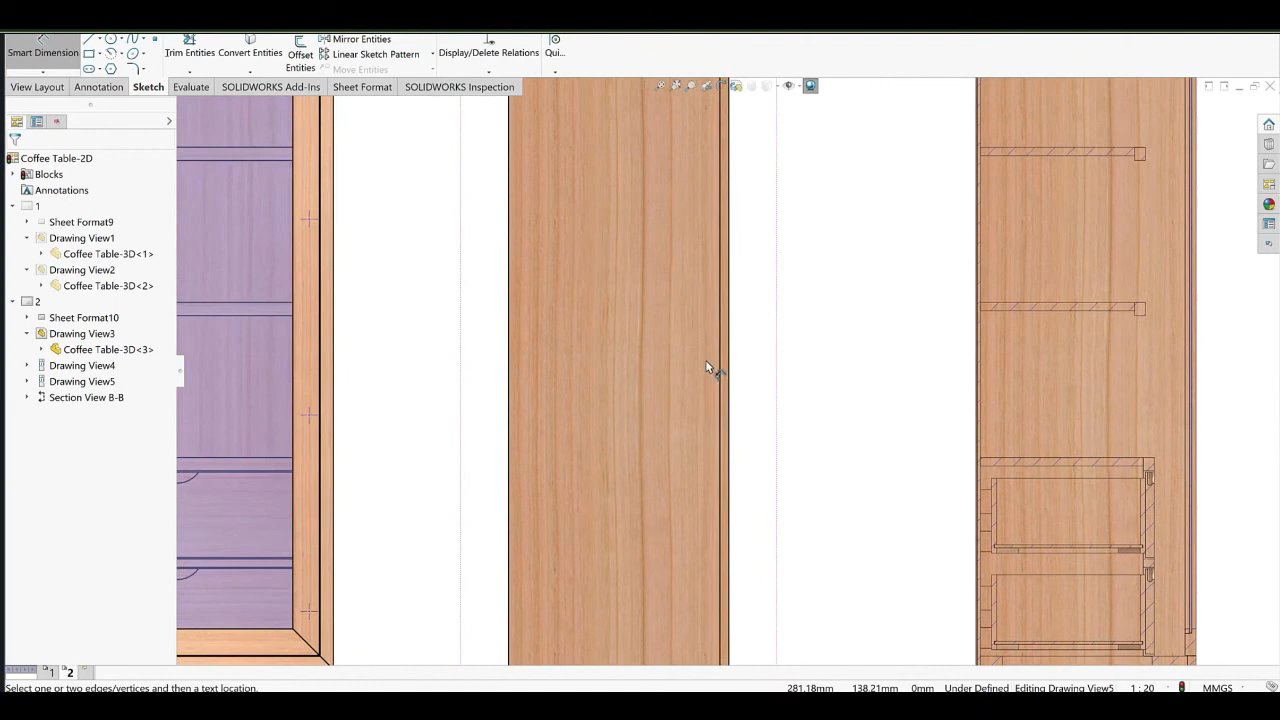 Smart Dimension
Trim Entities
Convert Entities
Offset
Entities
Mirror Entities
Linear Sketch Pattern
Move Entities
Display/Delete Relations
Qui...
View Layout
Annotation
Sketch
Evaluate
SOLIDWORKS Add-Ins
Sheet Format
SOLIDWORKS Inspection
Coffee Table-2D
Blocks
Annotations
1
Sheet Format9
Drawing View1
Coffee Table-3D<1>
Drawing View2
Coffee Table-3D<2>
2
Sheet Format10
Drawing View3
Coffee Table-3D<3>
Drawing View4
Drawing View5
Section View B-B
1
2
Select one or two edges/vertices and then a text location.
281.18mm
138.21mm
0mm
Under Defined
Editing Drawing View5
1 : 20
MMGS